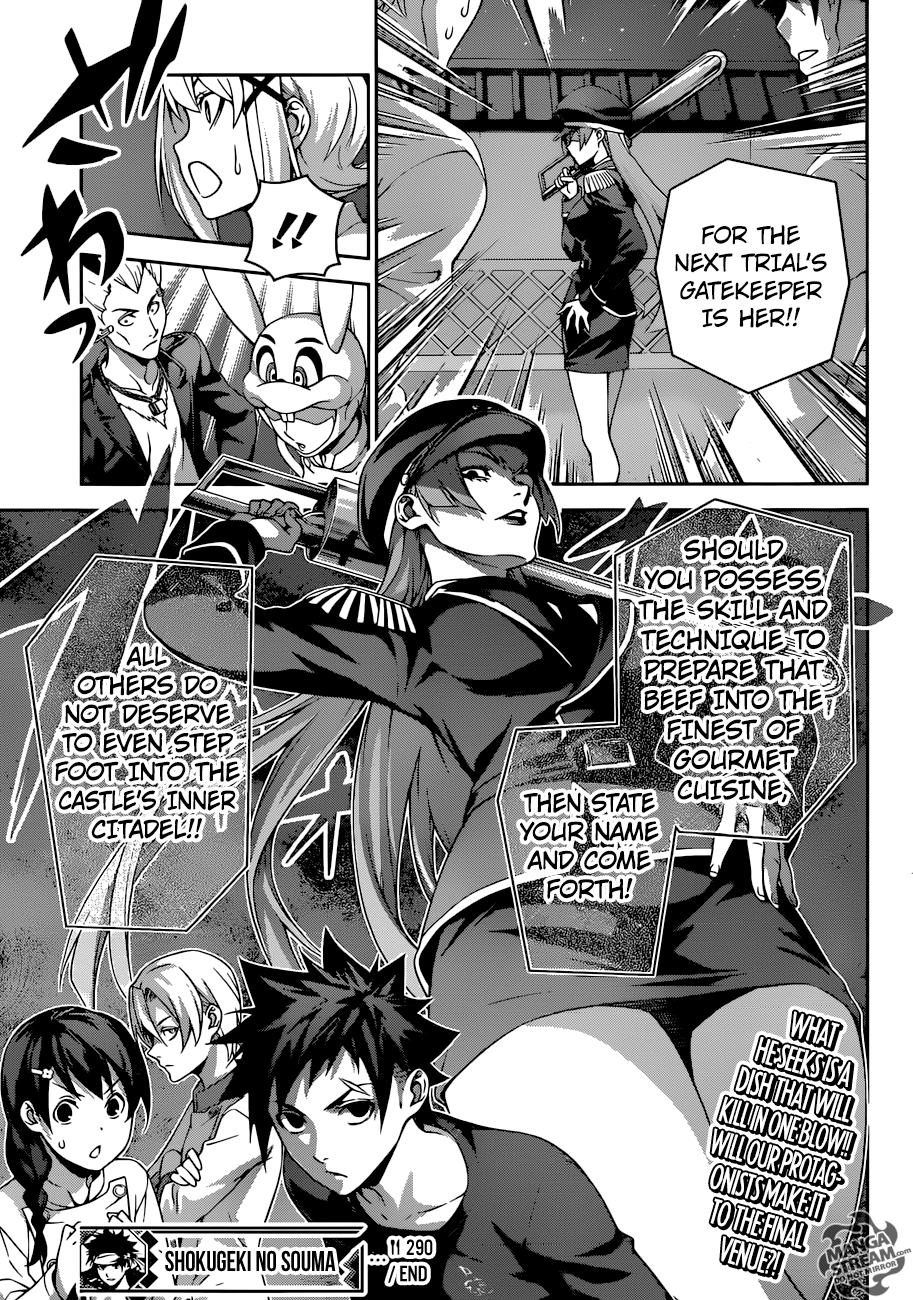 FOR THE
NEXT TRIAL'S
GATEKEEPER
IS HER!!
!!
ざわっ
SHOULD
YOU POSSESS
THE SKILL AND
TECHNIQUE TO
PREPARE THAT
BEEF INTO THE
FINEST OF
GOURMET
CUISINE,
THEN STATE
YOUR NAME
AND COME
FORTH!
ALL
OTHERS DO
NOT DESERVE
TO EVEN STEP
FOOT INTO THE
CASTLE'S INNER
CITADEL!!
WHAT
HE SEEKS IS A
DISH THAT WILL
KILL IN ONE BLOW!!
WILL OUR PROTAG-
ONISTS MAKE IT
TO THE FINAL
VENUE?!
SHOKUGEKI NO SOUMA
... 290
/ END
MANGA
STREAM.com
DO NOT MIRROR!